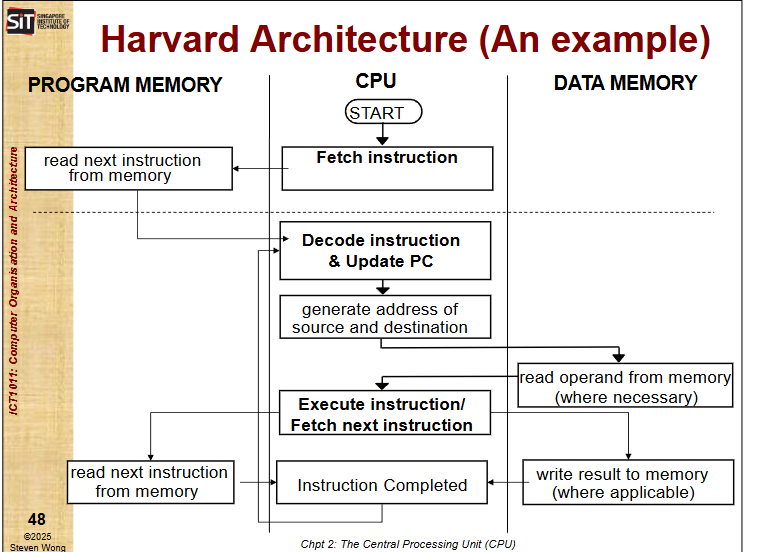 SiT
SINGAPORE
INSTITUTE OF
TECHNOLOGY
Harvard Architecture (An example)
PROGRAM MEMORY
CPU
DATA MEMORY
START
Fetch instruction
read next instruction
from memory
Decode instruction
& Update PC
generate address of
source and destination
read operand from memory
(where necessary)
Execute instruction/
Fetch next instruction
read next instruction
from memory
Instruction Completed
write result to memory
(where applicable)
ICT1011: Computer Organisation and Architecture
48
©2025
Steven Wong
Chpt 2: The Central Processing Unit (CPU)